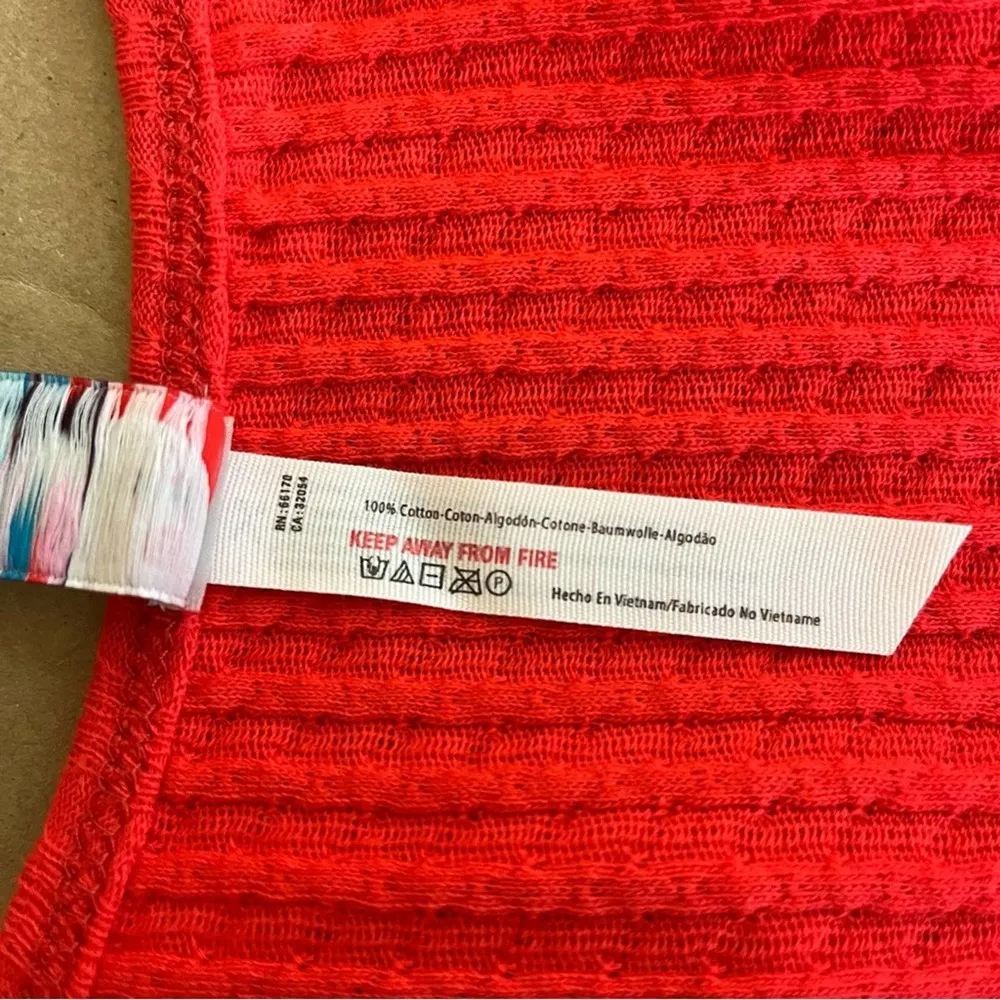 RN:66170
CA:32054
100% Cotton-Coton-Algodón-Cotone-Baumwolle-Algodão
KEEP AWAY FROM FIRE
P
Hecho En Vietnam/Fabricado No Vietname